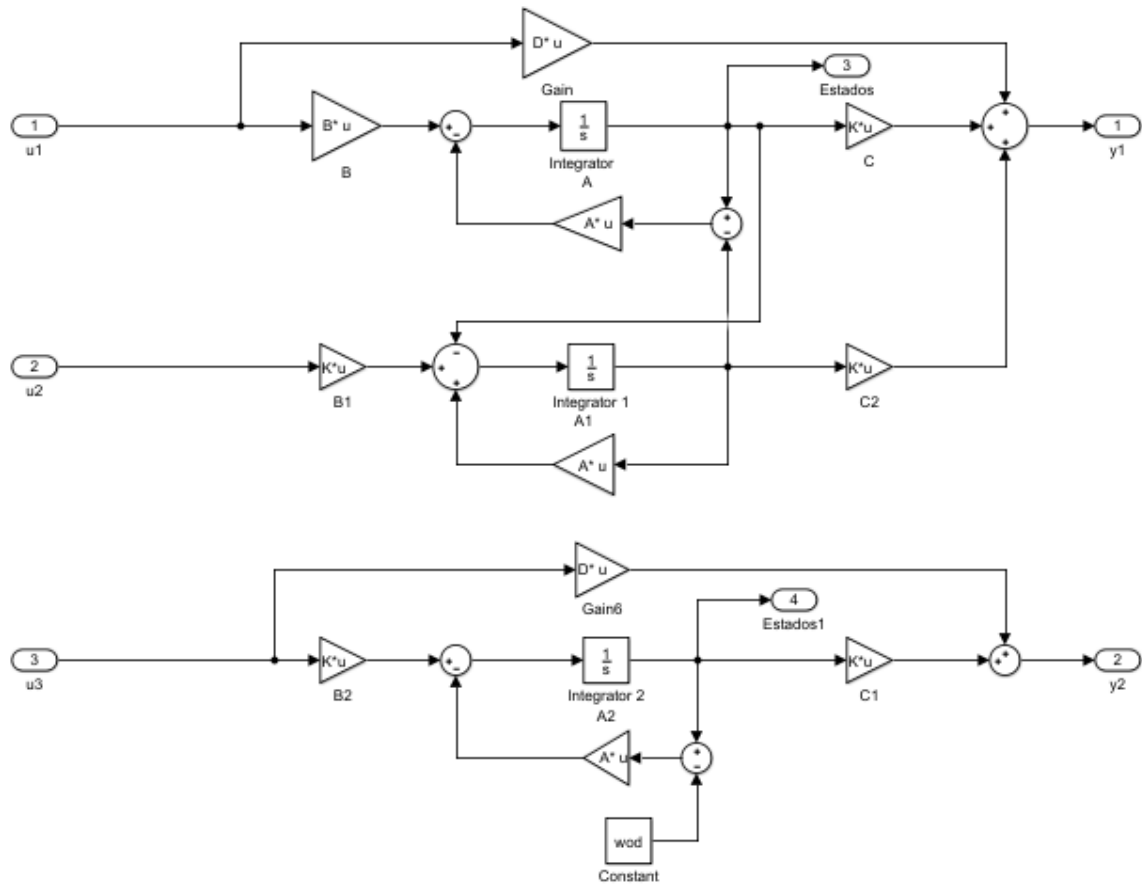 D* u
Gain
3
Estados
1
u1
B* u
B
+
-
1
s
Integrator
A
K*u
C
+
+
+
1
y1
A* u
+
-
2
u2
K*u
B1
-
+
+
1
s
Integrator 1
A1
K*u
C2
A* u
D* u
Gain6
4
Estados1
3
u3
K*u
B2
+
-
1
s
Integrator 2
A2
K*u
C1
+
+
2
y2
A* u
+
-
wod
Constant